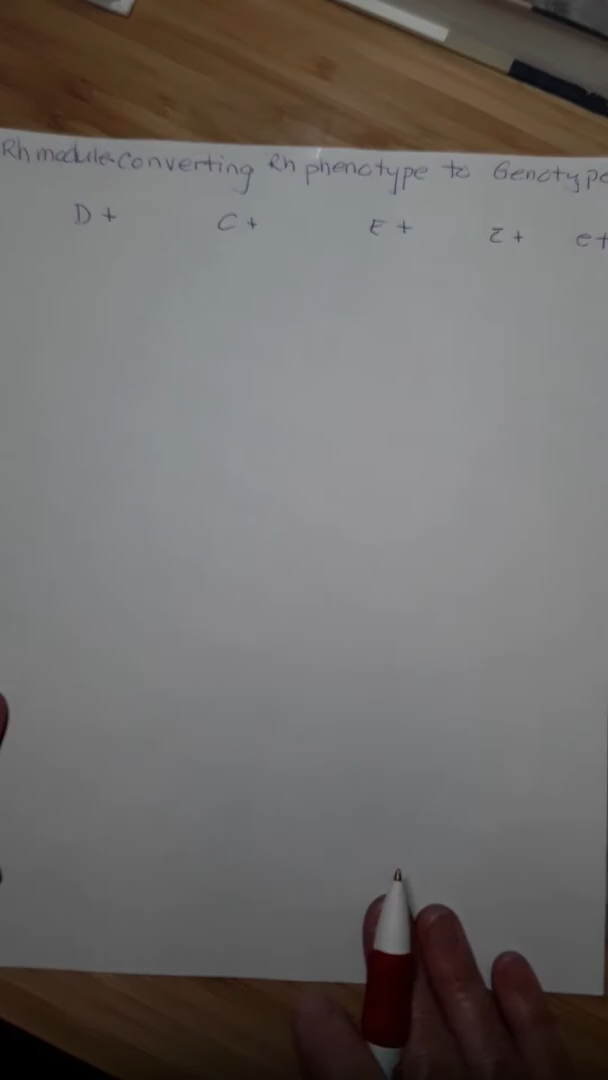 Rh module converting Rh phenotype to Genotype
D + C + E + c + e +